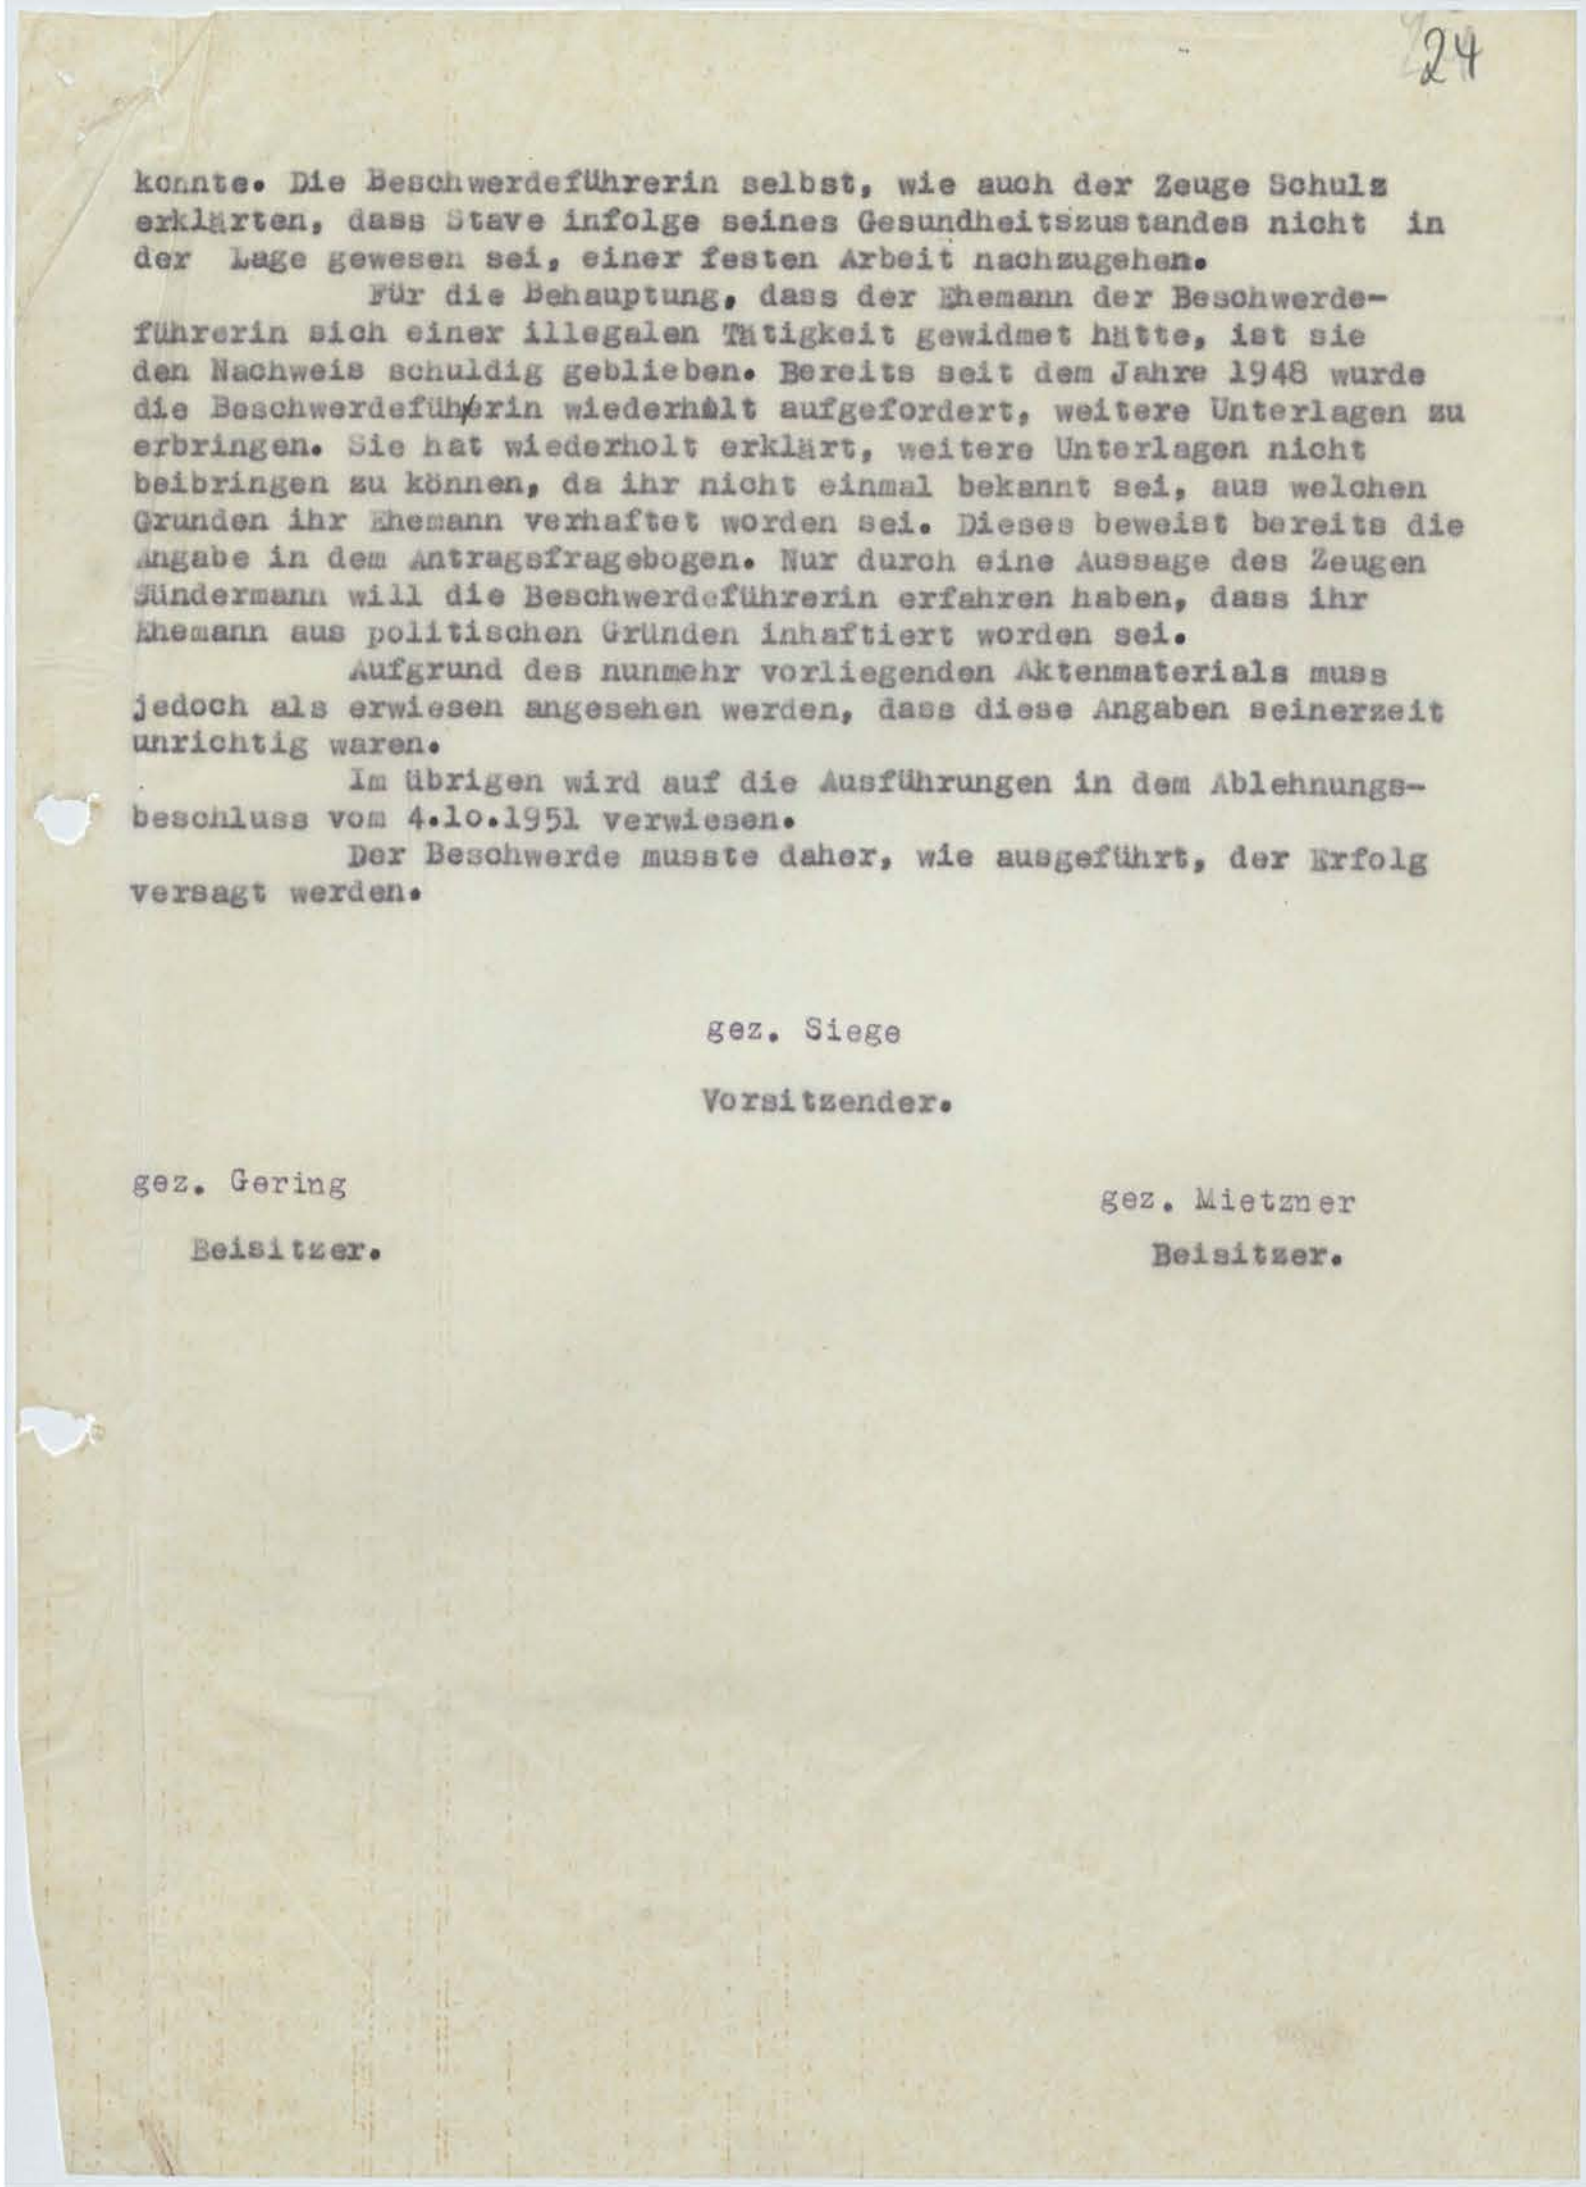 24
konnte. Die Beschwerdeführerin selbst, wie auch der Zeuge Schulz
erklärten, dass Stave infolge seines Gesundheitszustandes nicht in
der Lage gewesen sei, einer festen Arbeit nachzugehen.
Für die Behauptung, dass der Ehemann der Beschwerde-
führerin sich einer illegalen Tätigkeit gewidmet hätte, ist sie
den Nachweis schuldig geblieben. Bereits seit dem Jahre 1948 wurde
die Beschwerdeführerin wiederholt aufgefordert, weitere Unterlagen zu
erbringen. Sie hat wiederholt erklärt, weitere Unterlagen nicht
beibringen zu können, da ihr nicht einmal bekannt sei, aus welchen
Grunden ihr Ehemann verhaftet worden sei. Dieses beweist bereits die
Angabe in dem Antragsfragebogen. Nur durch eine Aussage des Zeugen
Sündermann will die Beschwerdeführerin erfahren haben, dass ihr
Ehemann aus politischen Gründen inhaftiert worden sei.
Aufgrund des nunmehr vorliegenden Aktenmaterials muss
jedoch als erwiesen angesehen werden, dass diese Angaben seinerzeit
unrichtig waren.
Im übrigen wird auf die Ausführungen in dem Ablehnungs-
beschluss vom 4.10.1951 verwiesen.
Der Beschwerde musste daher, wie ausgeführt, der Erfolg
versagt werden.
gez. Siege
Vorsitzender.
gez. Gering
gez. Mietzner
Beisitzer.
Beisitzer.